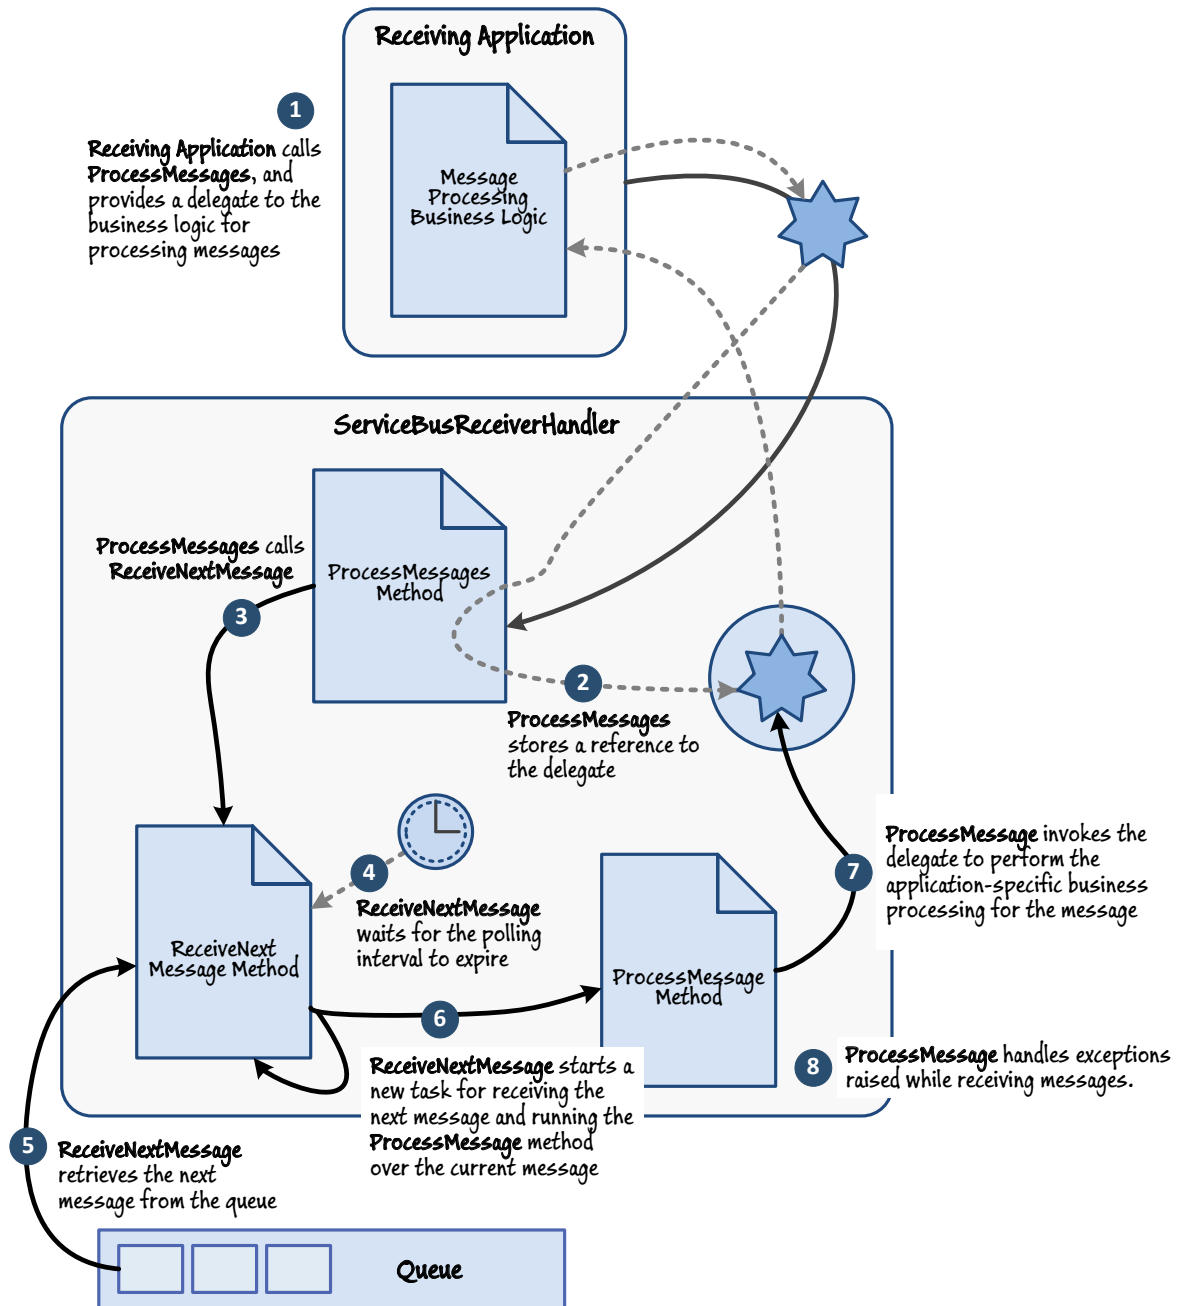 Receiving Application
1
Receiving Application calls
ProcessMessages, and
provides a delegate to the
business logic for
processing messages
Message
Processing
Business Logic
ServiceBusReceiverHandler
ProcessMessages calls
ReceiveNextMessage
3
ProcessMessages
Method
2
ProcessMessages
stores a reference to
the delegate
4
ReceiveNextMessage
waits for the polling
interval to expire
ReceiveNext
Message Method
ProcessMessage
Method
7
ProcessMessage invokes the
delegate to perform the
application-specific business
processing for the message
6
ReceiveNextMessage starts a
new task for receiving the
next message and running the
ProcessMessage method
over the current message
8
ProcessMessage handles exceptions
raised while receiving messages.
5
ReceiveNextMessage
retrieves the next
message from the queue
Queue